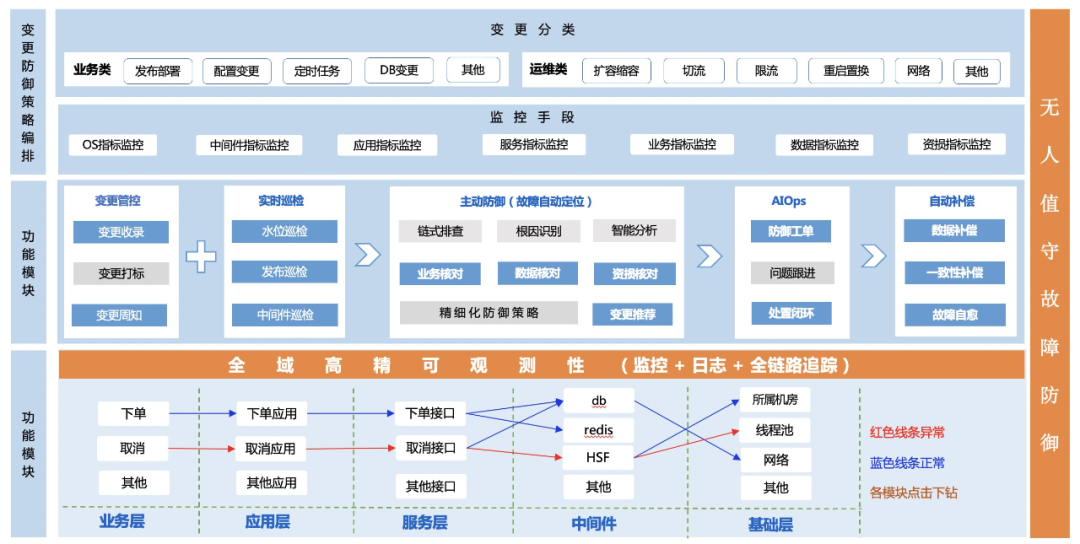 变更防御策略编排
变 更 分 类
业务类 发布部署 配置变更 定时任务 DB变更 其他
运维类 扩容缩容 切流 限流 重启置换 网络 其他
监 控 手 段
OS指标监控 中间件指标监控 应用指标监控 服务指标监控 业务指标监控 数据指标监控 资损指标监控
功能模块
变更管控
变更收录
变更打标
变更周知
实时巡检
水位巡检
发布巡检
中间件巡检
主动防御（故障自动定位）
链式排查 根因识别 智能分析
业务核对 数据核对 资损核对
精细化防御策略 变更推荐
AIOps
防御工单
问题跟进
处置闭环
自动补偿
数据补偿
一致性补偿
故障自愈
功能模块
全 域 高 精 可 观 测 性 （监控 + 日志 + 全链路追踪）
下单
取消
其他
业务层
下单应用
取消应用
其他应用
应用层
下单接口
取消接口
其他接口
服务层
db
redis
HSF
其他
中间件
所属机房
线程池
网络
其他
基础层
红色线条异常
蓝色线条正常
各模块点击下钻
无人值守故障防御